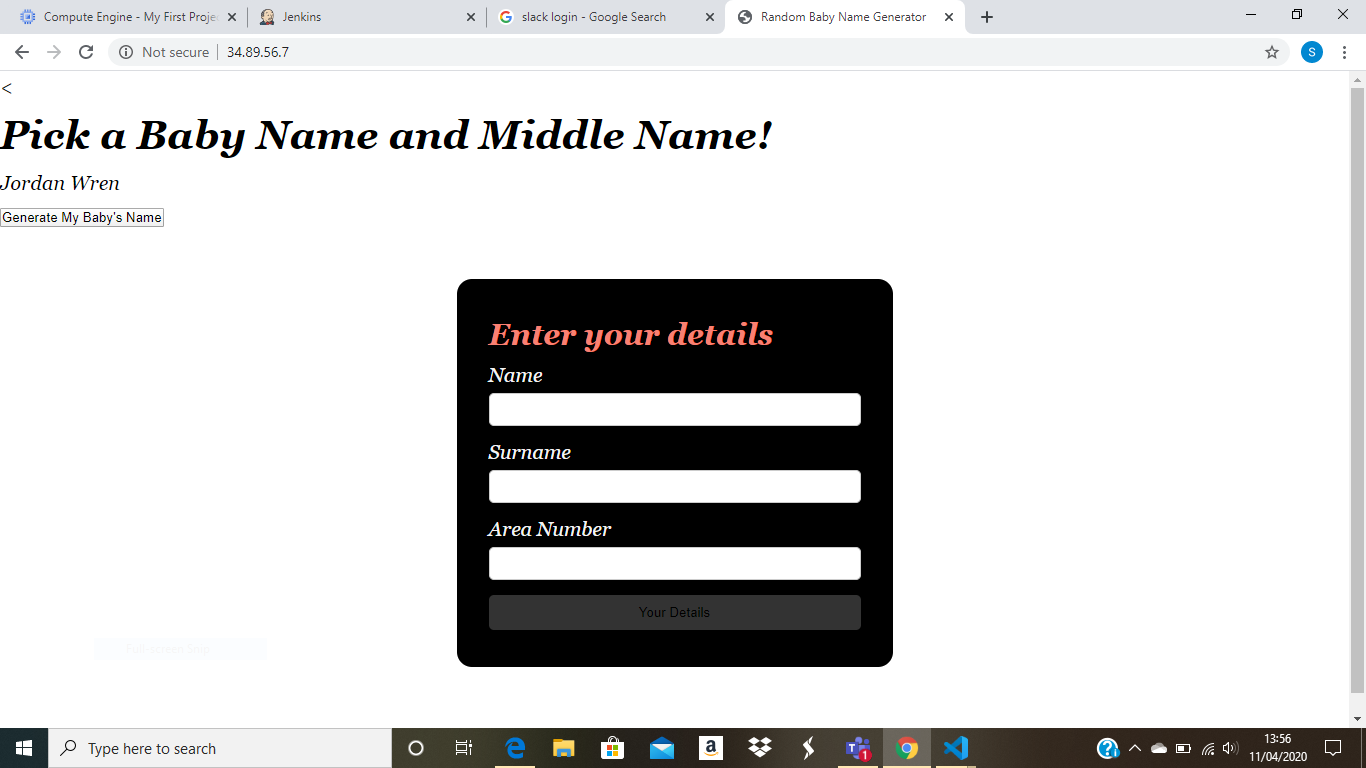 Compute Engine - My First Proje
Jenkins
slack login - Google Search
Random Baby Name Generator
Not secure
34.89.56.7
S
<
Pick a Baby Name and Middle Name!
Jordan Wren
Generate My Baby's Name
Enter your details
Name
Surname
Area Number
Your Details
Full-screen Snip
Type here to search
1
13:56
11/04/2020